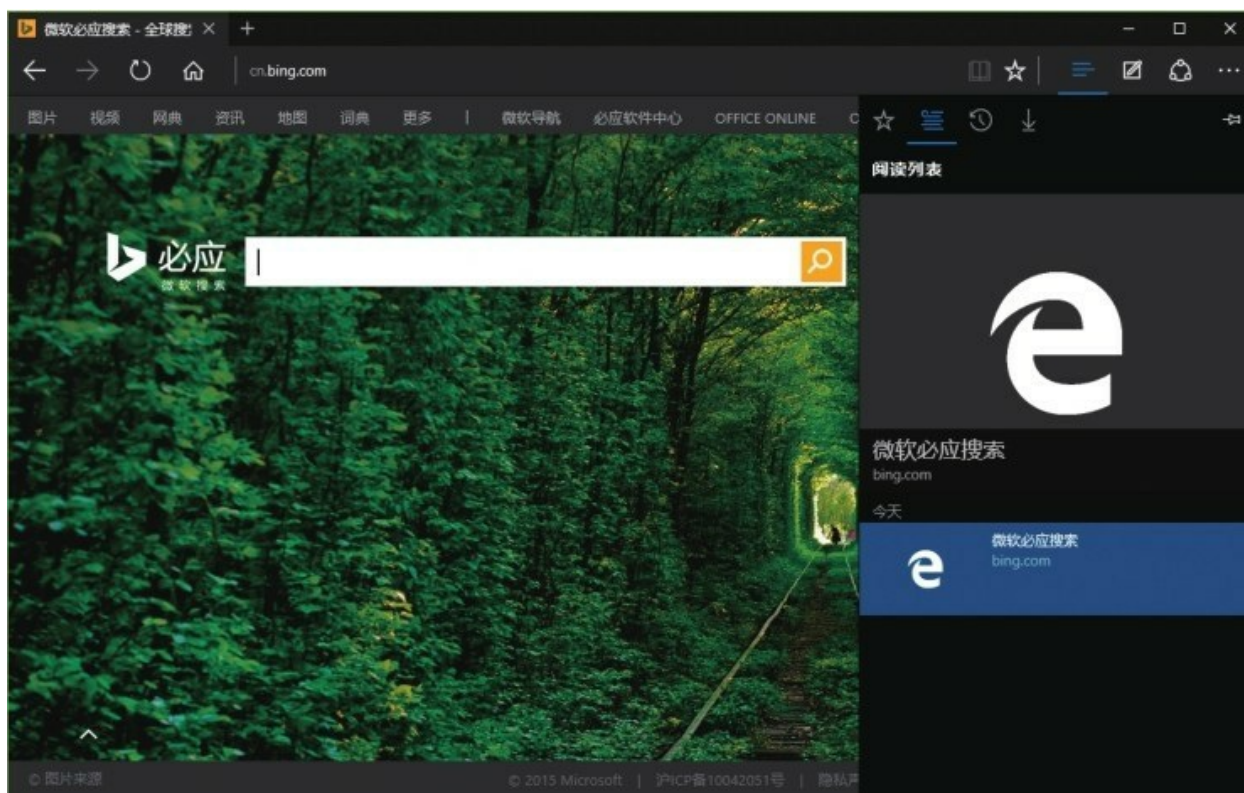 微软必应搜索 - 全球搜
cn.bing.com
图片 视频 网典 资讯 地图 词典 更多 | 微软导航 必应软件中心 OFFICE ONLINE
阅读列表
必应
微软搜索
微软必应搜索
bing.com
今天
微软必应搜索
bing.com
© 图片来源 © 2015 Microsoft | 沪ICP备10042051号 | 隐私声